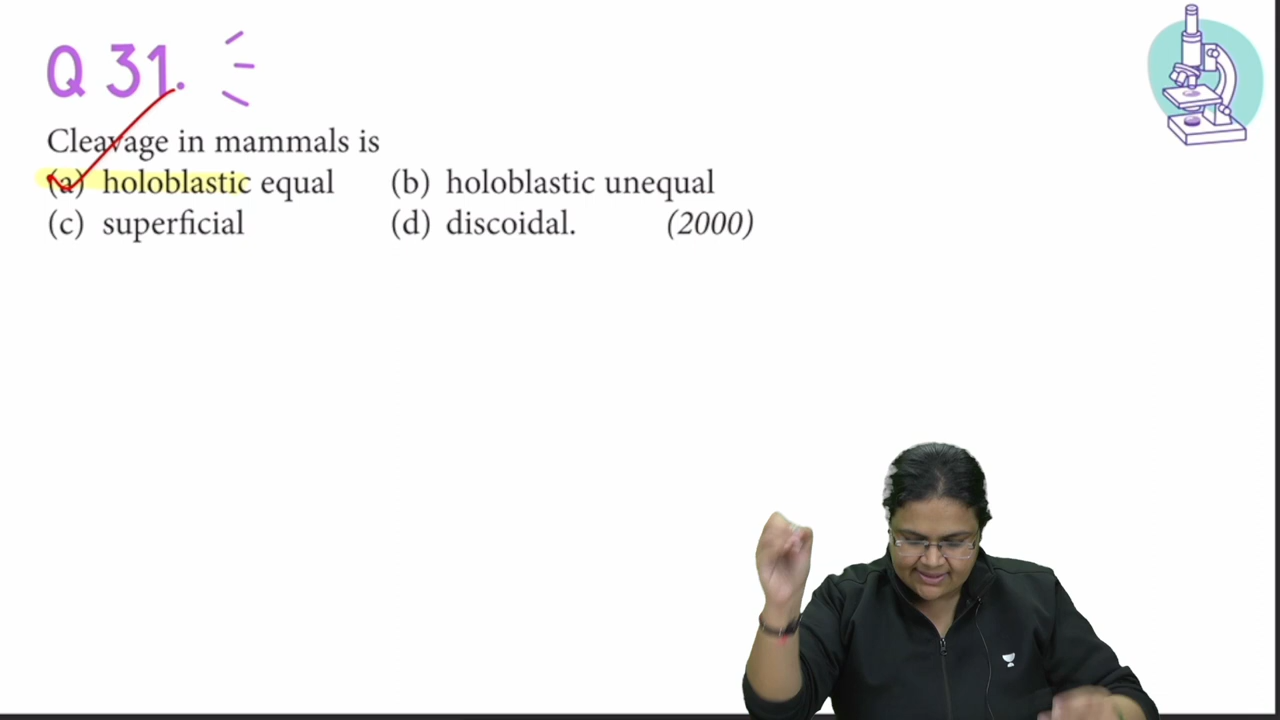 Q 31.
Cleavage in mammals is
(a) holoblastic equal (b) holoblastic unequal
(c) superficial (d) discoidal. (2000)